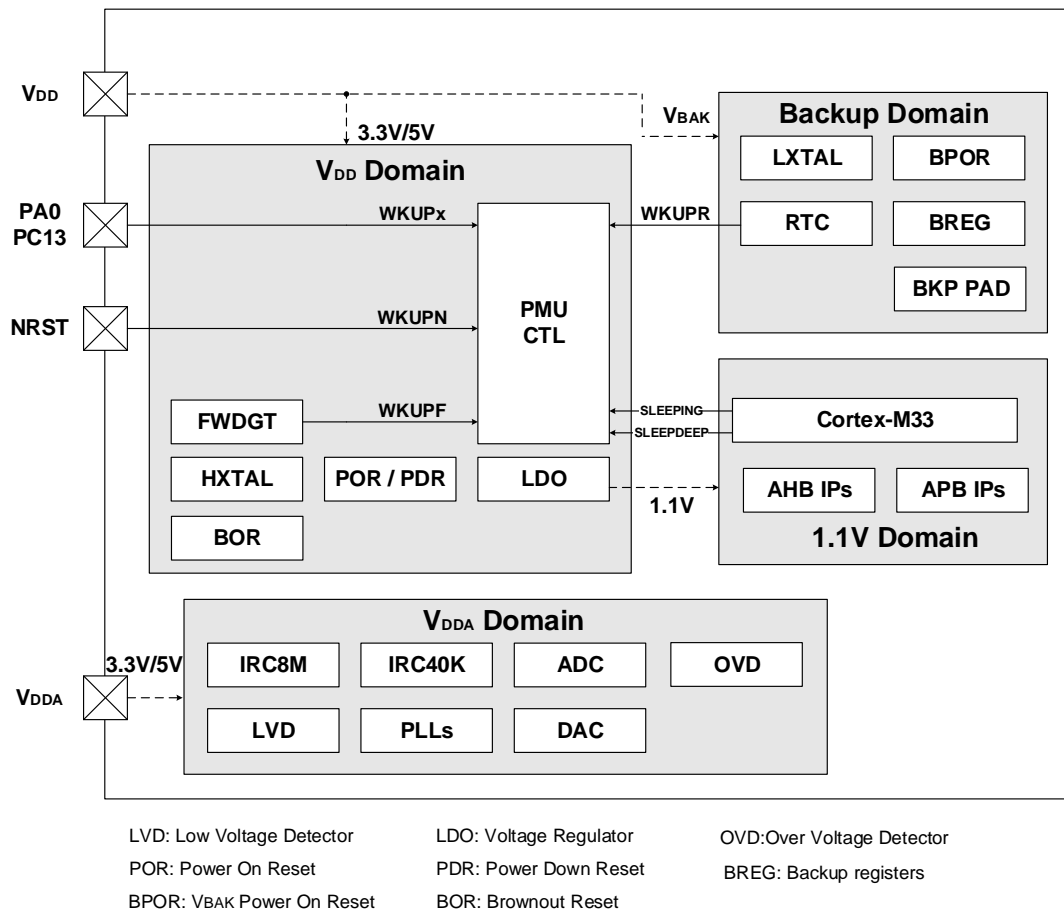 VDD
3.3V/5V
VBAK
Backup Domain
LXTAL
BPOR
RTC
BREG
BKP PAD
VDD Domain
PA0
PC13
WKUPx
WKUPR
NRST
WKUPN
PMU
CTL
FWDGT
WKUPF
SLEEPING
SLEEPDEEP
Cortex-M33
HXTAL
POR / PDR
LDO
1.1V
AHB IPs
APB IPs
BOR
1.1V Domain
VDDA Domain
3.3V/5V
VDDA
IRC8M
IRC40K
ADC
OVD
LVD
PLLs
DAC
LVD: Low Voltage Detector
LDO: Voltage Regulator
OVD:Over Voltage Detector
POR: Power On Reset
PDR: Power Down Reset
BREG: Backup registers
BPOR: VBAK Power On Reset
BOR: Brownout Reset